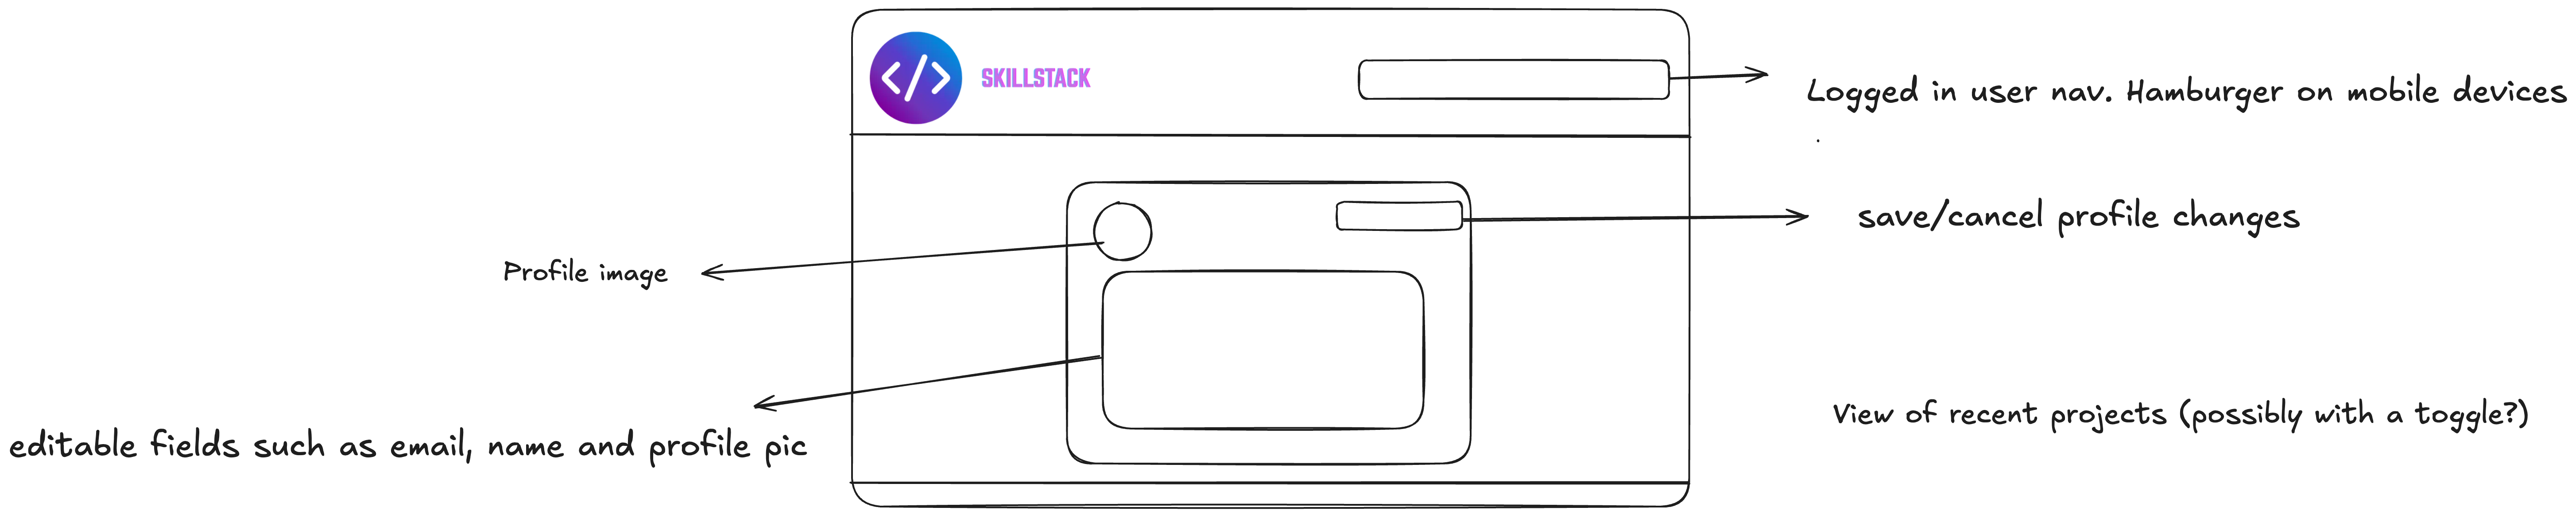 </>
SKILLSTACK
Logged in user nav. Hamburger on mobile devices
save/cancel profile changes
Profile image
View of recent projects (possibly with a toggle?)
editable fields such as email, name and profile pic